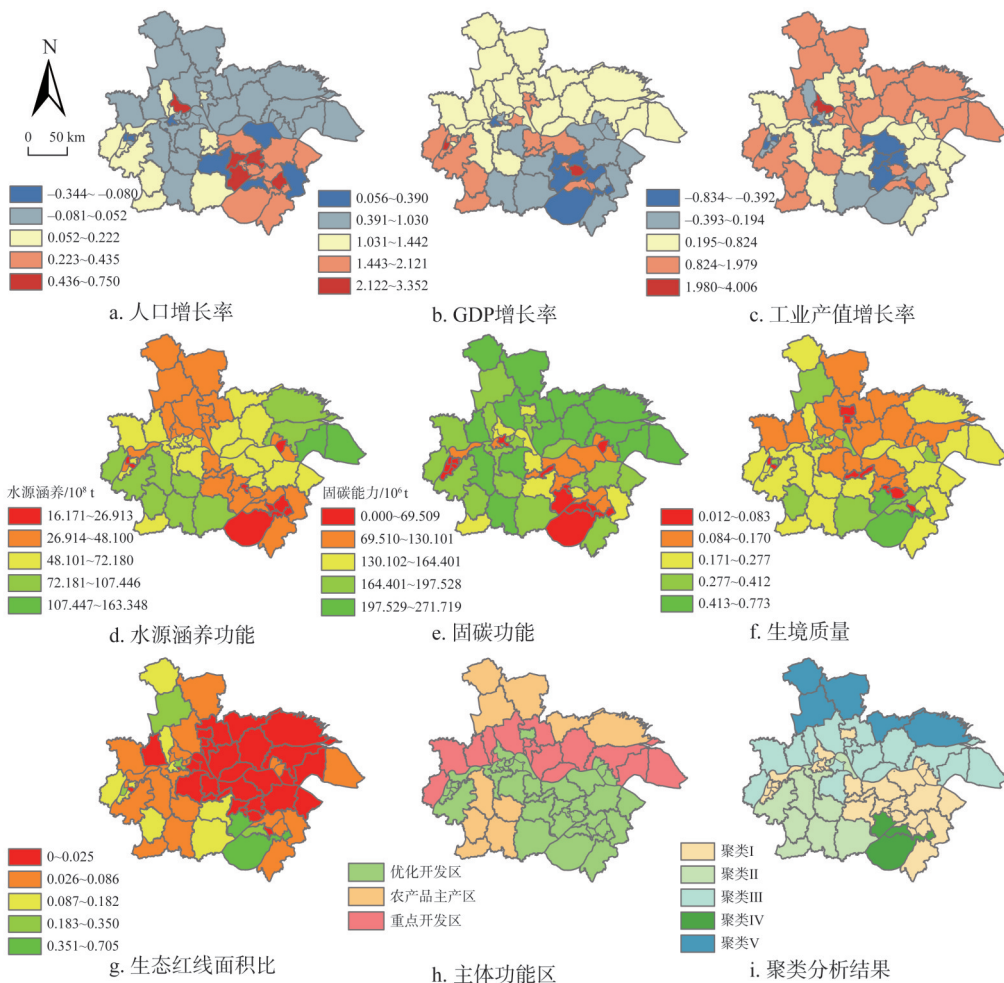 N
0 50 km
−0.344~ −0.080
−0.081~0.052
0.052~0.222
0.223~0.435
0.436~0.750
a. 人口增长率
0.056~0.390
0.391~1.030
1.031~1.442
1.443~2.121
2.122~3.352
b. GDP增长率
−0.834~ −0.392
−0.393~0.194
0.195~0.824
0.824~1.979
1.980~4.006
c. 工业产值增长率
水源涵养/10⁸ t
16.171~26.913
26.914~48.100
48.101~72.180
72.181~107.446
107.447~163.348
d. 水源涵养功能
固碳能力/10⁶t
0.000~69.509
69.510~130.101
130.102~164.401
164.401~197.528
197.529~271.719
e. 固碳功能
0.012~0.083
0.084~0.170
0.171~0.277
0.277~0.412
0.413~0.773
f. 生境质量
0~0.025
0.026~0.086
0.087~0.182
0.183~0.350
0.351~0.705
g. 生态红线面积比
优化开发区
农产品主产区
重点开发区
h. 主体功能区
聚类I
聚类II
聚类III
聚类IV
聚类V
i. 聚类分析结果